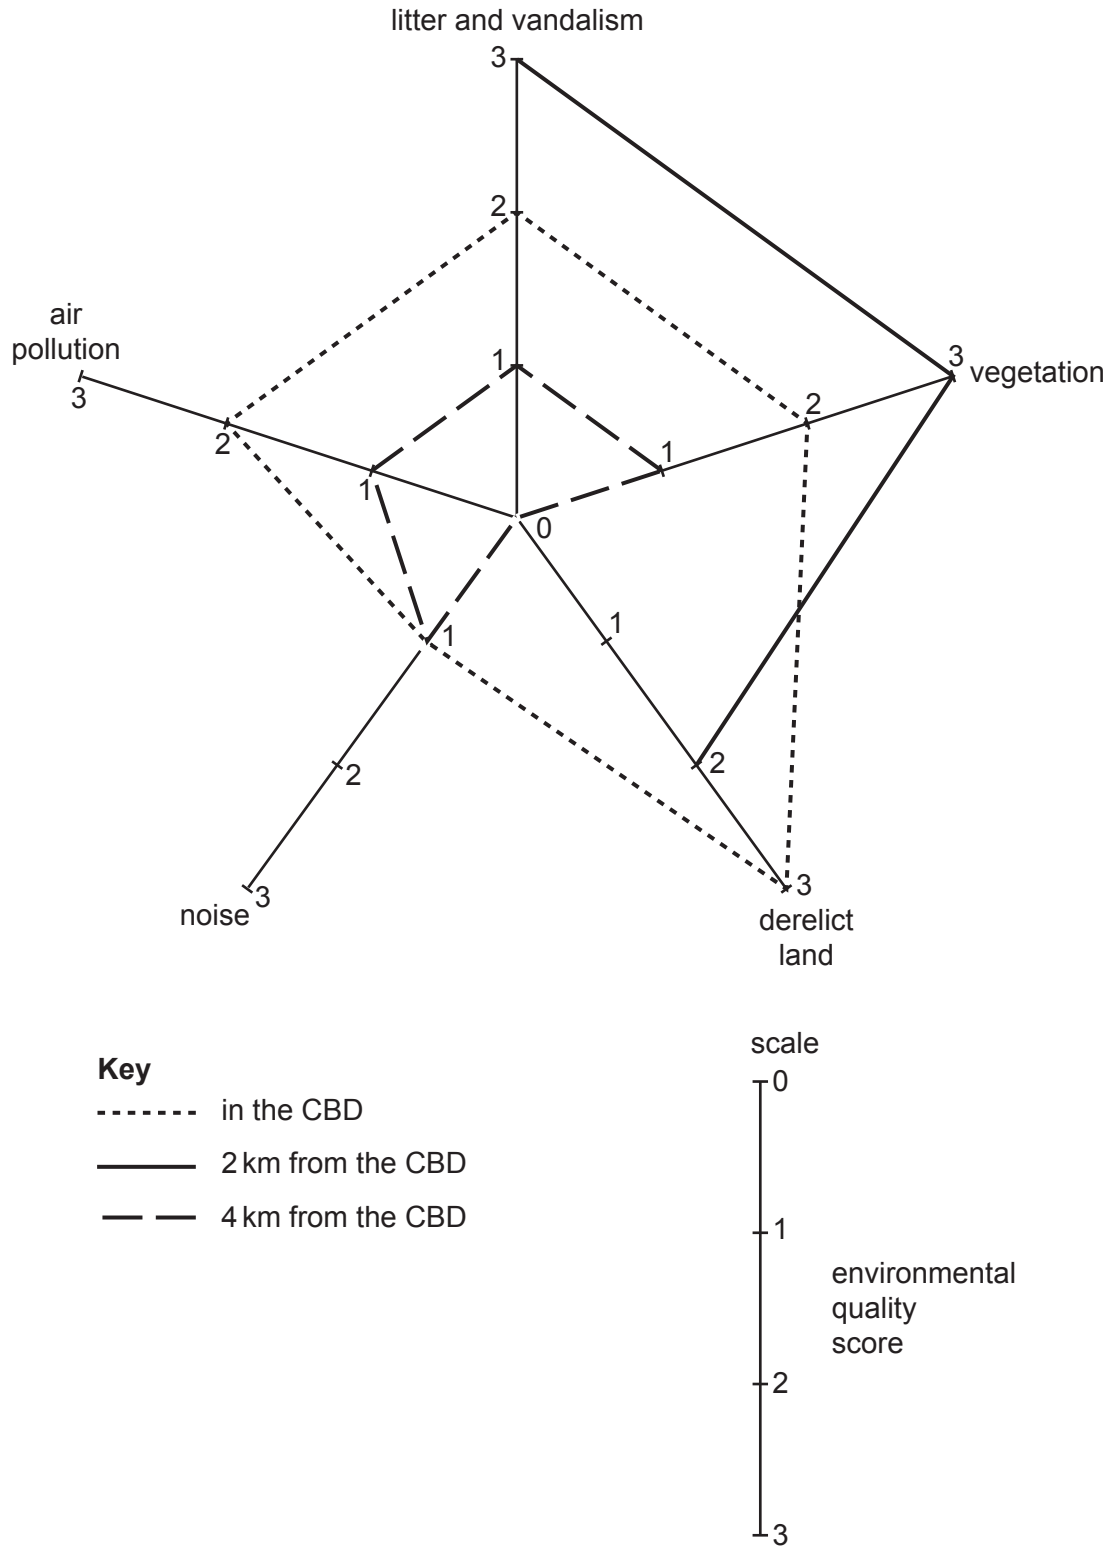 litter and vandalism
3
2
air
pollution
3
1
3
vegetation
2
2
1
1
0
1
1
2
2
3
noise
3
derelict
land
scale
Key
0
in the CBD
2 km from the CBD
4 km from the CBD
1
environmental
quality
score
2
3